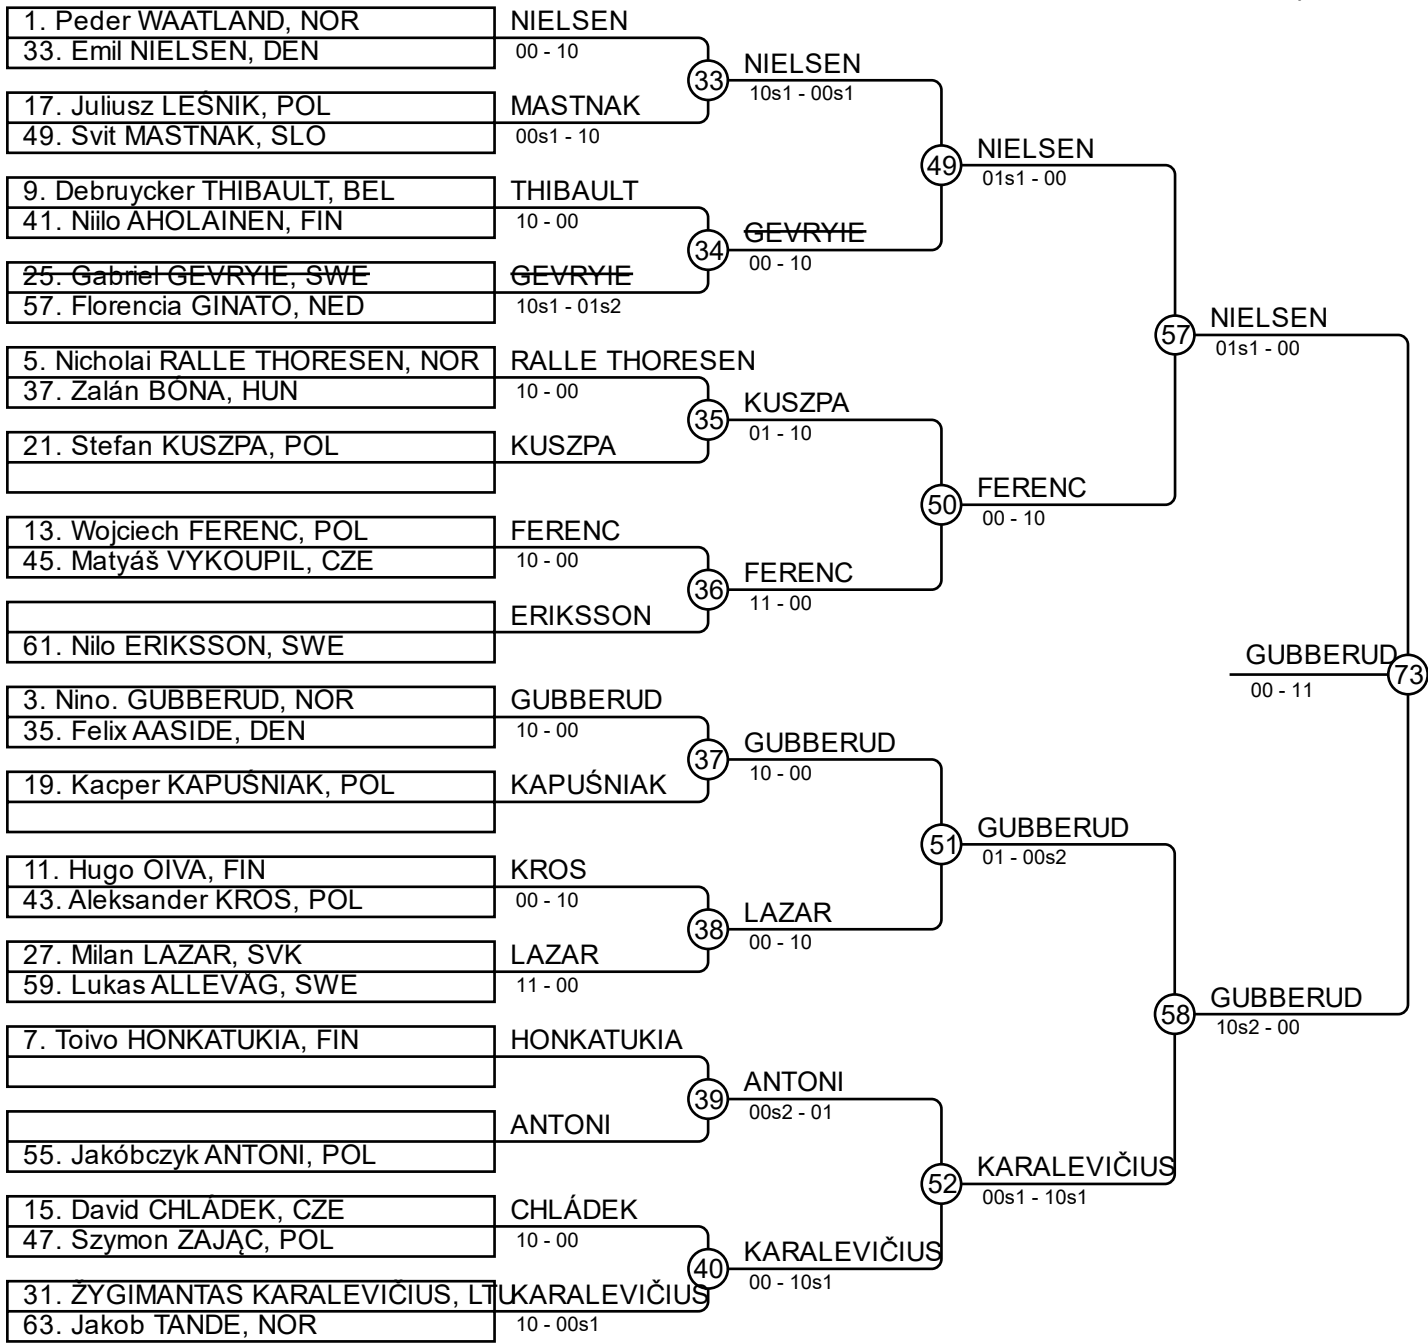 1. Peder WAATLAND, NOR
33. Emil NIELSEN, DEN
NIELSEN
00 - 10
17. Juliusz LEŚNIK, POL
49. Svit MASTNAK, SLO
MASTNAK
00s1 - 10
33
NIELSEN
10s1 - 00s1
9. Debruycker THIBAULT, BEL
41. Niilo AHOLAINEN, FIN
THIBAULT
10 - 00
25. Gabriel GEVRYIE, SWE
57. Florencia GINATO, NED
GEVRYIE
10s1 - 01s2
34
GEVRYIE
00 - 10
49
NIELSEN
01s1 - 00
5. Nicholai RALLE THORESEN, NOR
37. Zalán BÓNA, HUN
RALLE THORESEN
10 - 00
21. Stefan KUSZPA, POL
KUSZPA
35
KUSZPA
01 - 10
13. Wojciech FERENC, POL
45. Matyáš VYKOUPIL, CZE
FERENC
10 - 00
61. Nilo ERIKSSON, SWE
ERIKSSON
36
FERENC
11 - 00
50
FERENC
00 - 10
57
NIELSEN
01s1 - 00
3. Nino. GUBBERUD, NOR
35. Felix AASIDE, DEN
GUBBERUD
10 - 00
19. Kacper KAPUŚNIAK, POL
KAPUŚNIAK
37
GUBBERUD
10 - 00
11. Hugo OIVA, FIN
43. Aleksander KROS, POL
KROS
00 - 10
27. Milan LAZAR, SVK
59. Lukas ALLEVÅG, SWE
LAZAR
11 - 00
38
LAZAR
00 - 10
51
GUBBERUD
01 - 00s2
7. Toivo HONKATUKIA, FIN
HONKATUKIA
55. Jakóbczyk ANTONI, POL
ANTONI
39
ANTONI
00s2 - 01
15. David CHLÁDEK, CZE
47. Szymon ZAJĄC, POL
CHLÁDEK
10 - 00
31. ŽYGIMANTAS KARALEVIČIUS, LTU
63. Jakob TANDE, NOR
KARALEVIČIUS
10 - 00s1
40
KARALEVIČIUS
00 - 10s1
52
KARALEVIČIUS
00s1 - 10s1
58
GUBBERUD
10s2 - 00
GUBBERUD
00 - 11
73